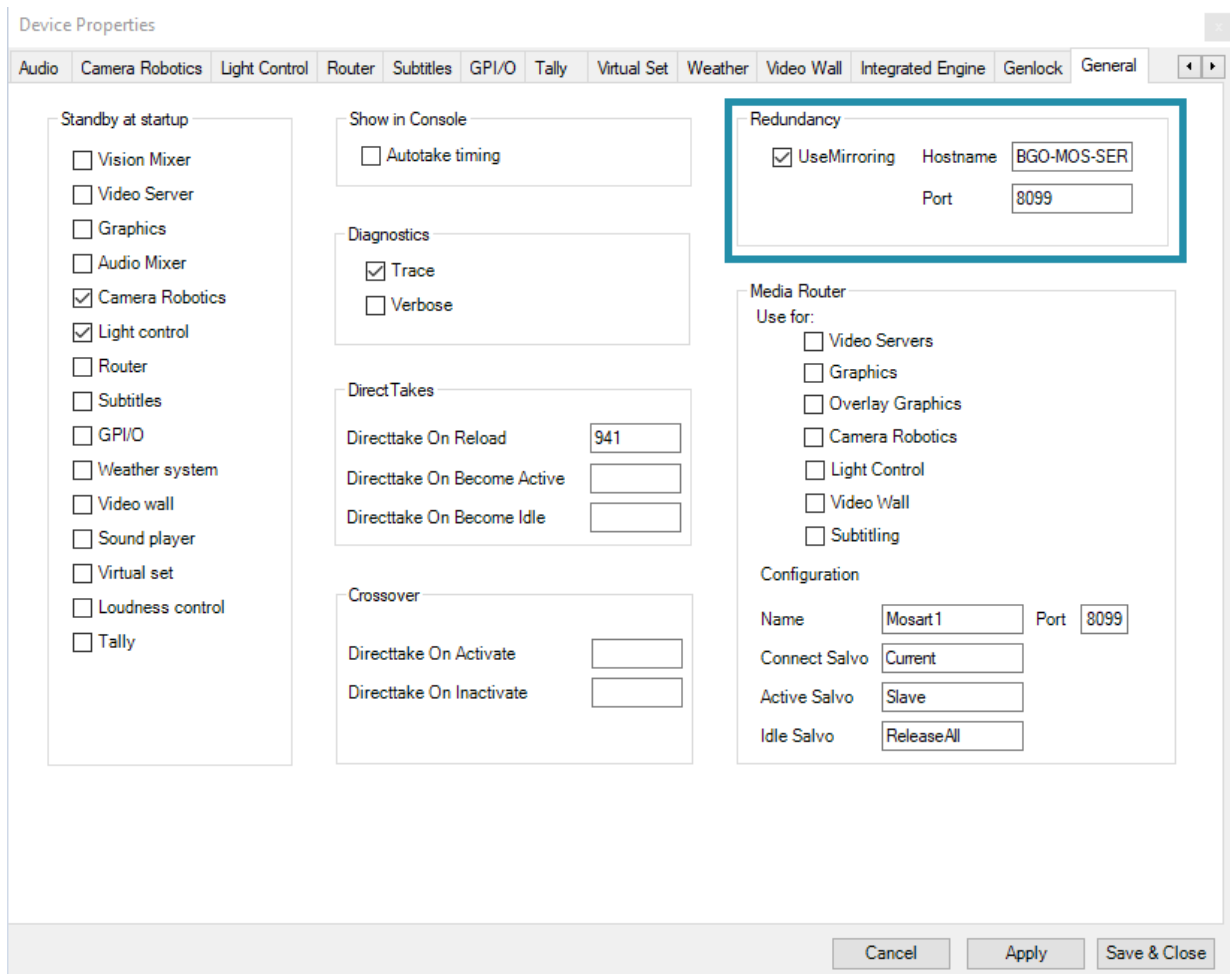 Device Properties
x
Audio Camera Robotics Light Control Router Subtitles GPI/O Tally Virtual Set Weather Video Wall Integrated Engine Genlock General
Standby at startup
Vision Mixer
Video Server
Graphics
Audio Mixer
Camera Robotics
Light control
Router
Subtitles
GPI/O
Weather system
Video wall
Sound player
Virtual set
Loudness control
Tally
Show in Console
Autotake timing
Diagnostics
Trace
Verbose
DirectTakes
Directtake On Reload 941
Directtake On Become Active
Directtake On Become Idle
Crossover
Directtake On Activate
Directtake On Inactivate
Redundancy
UseMirroring Hostname BGO-MOS-SER
Port 8099
Media Router
Use for:
Video Servers
Graphics
Overlay Graphics
Camera Robotics
Light Control
Video Wall
Subtitling
Configuration
Name Mosart1 Port 8099
Connect Salvo Current
Active Salvo Slave
Idle Salvo ReleaseAll
Cancel Apply Save & Close